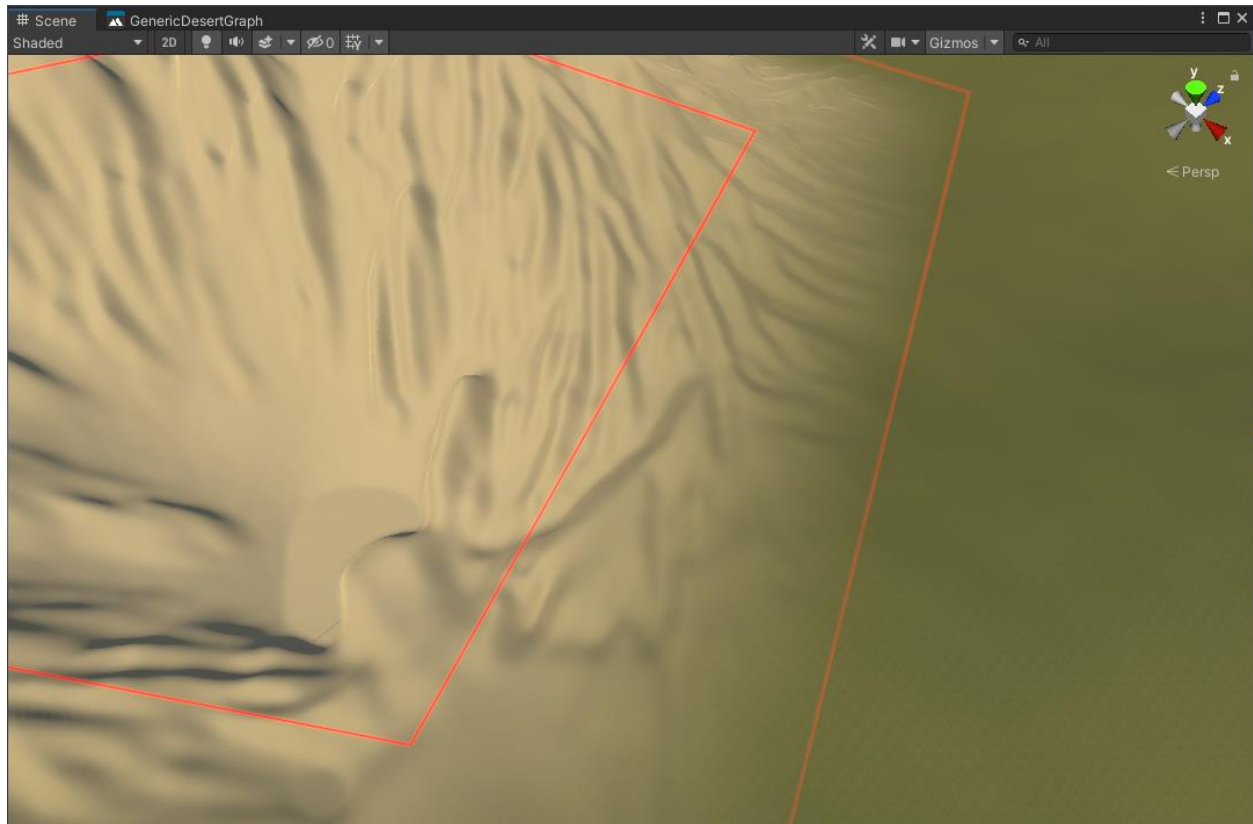 Scene GenericDesertGraph
Shaded 2D 0 Gizmos All
y
z
x
Persp